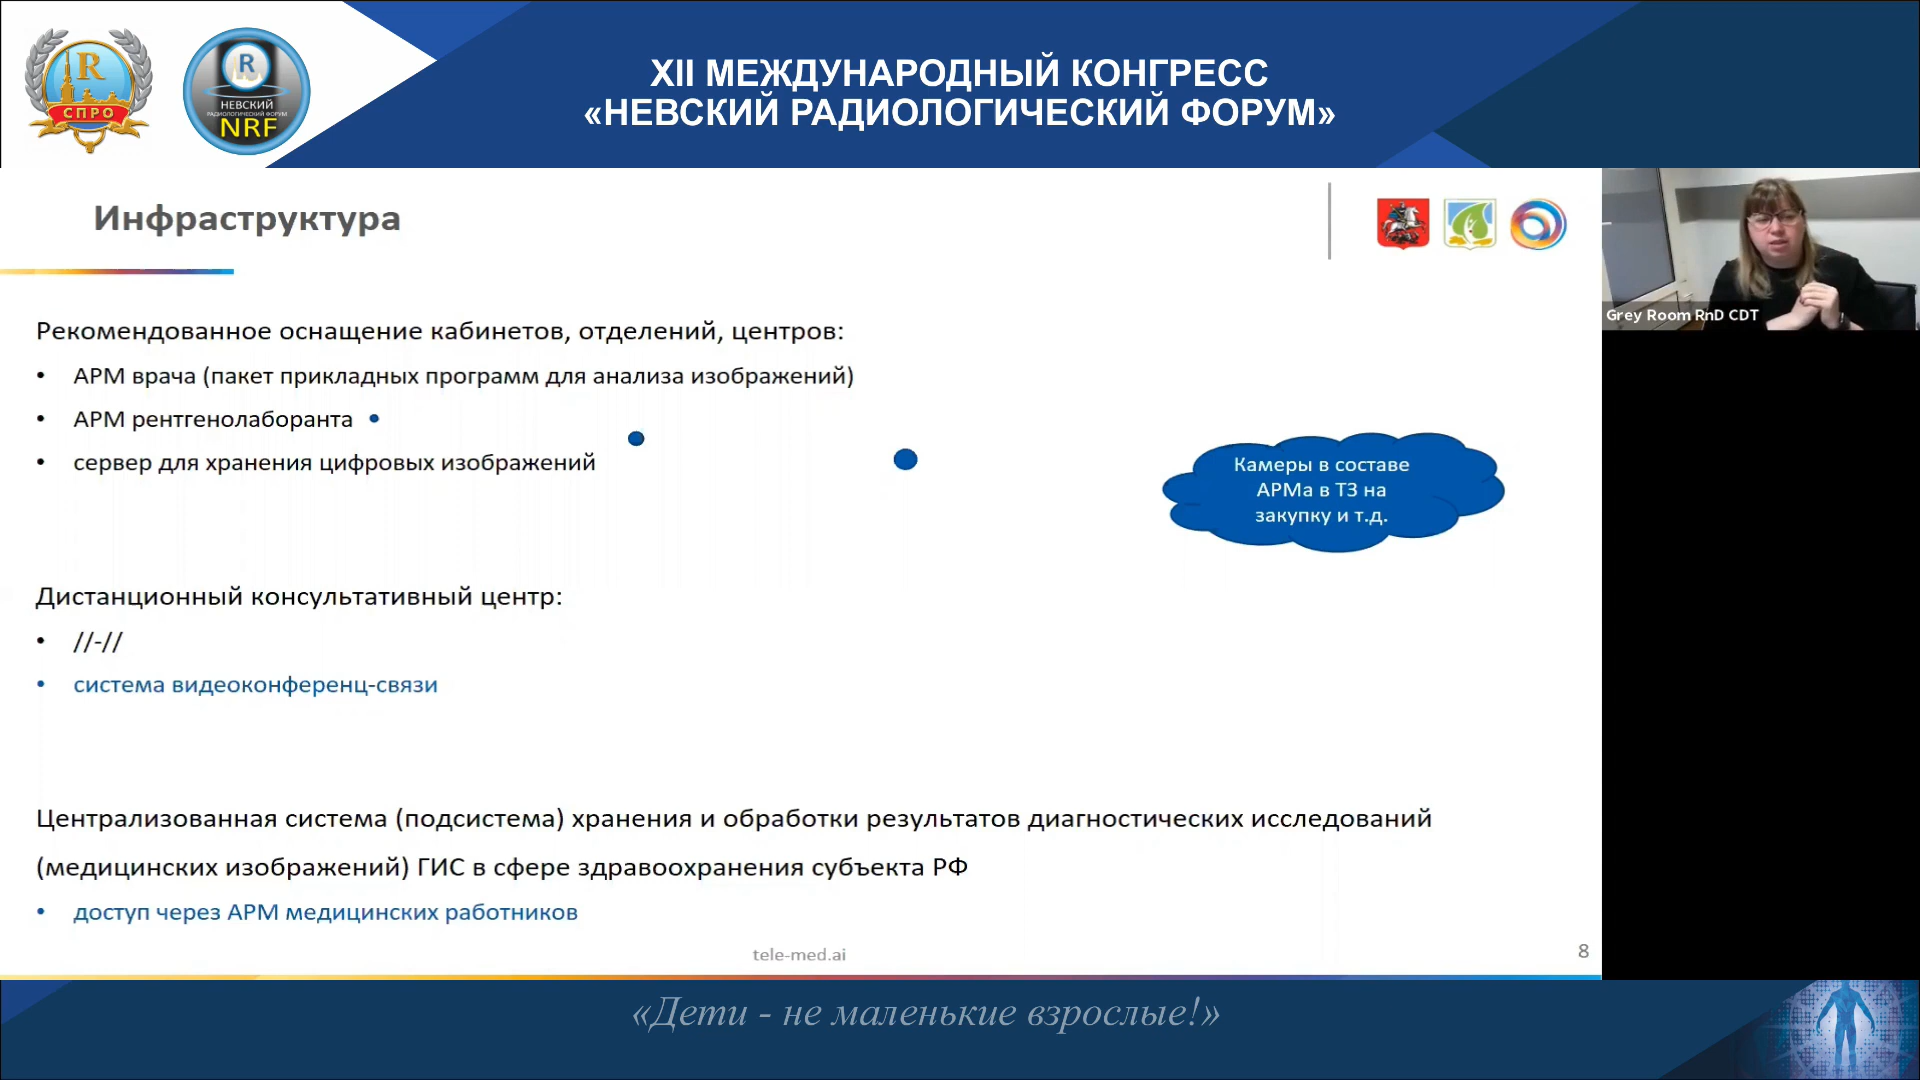 XII МЕЖДУНАРОДНЫЙ КОНГРЕСС
«НЕВСКИЙ РАДИОЛОГИЧЕСКИЙ ФОРУМ»
R
СПРО
R
НЕВСКИЙ
РАДИОЛОГИЧЕСКИЙ ФОРУМ
NRF
Инфраструктура
Grey Room RnD CDT
Рекомендованное оснащение кабинетов, отделений, центров:
• АРМ врача (пакет прикладных программ для анализа изображений)
• АРМ рентгенолаборанта
• сервер для хранения цифровых изображений
Камеры в составе
АРМа в ТЗ на
закупку и т.д.
Дистанционный консультативный центр:
• //-//
• система видеоконференц-связи
Централизованная система (подсистема) хранения и обработки результатов диагностических исследований
(медицинских изображений) ГИС в сфере здравоохранения субъекта РФ
• доступ через АРМ медицинских работников
tele-med.ai
8
«Дети - не маленькие взрослые!»